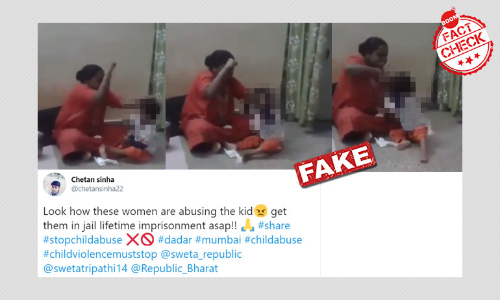 BOOM
FACT
CHECK
FAKE
Chetan sinha
@chetansinha22
Look how these women are abusing the kid😠 get
them in jail lifetime imprisonment asap!! 🙏 #share
#stopchildabuse ❌🚫 #dadar #mumbai #childabuse
#childviolencemuststop @sweta_republic
@swetatripathi14 @Republic_Bharat